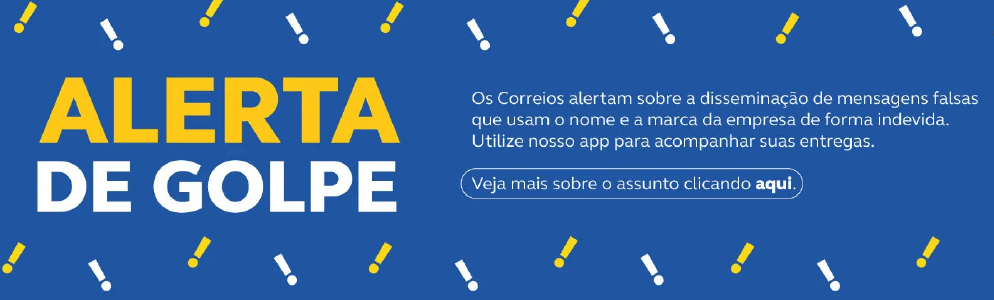 ALERTA
DE GOLPE
Os Correios alertam sobre a disseminação de mensagens falsas
que usam o nome e a marca da empresa de forma indevida.
Utilize nosso app para acompanhar suas entregas.
Veja mais sobre o assunto clicando aqui.